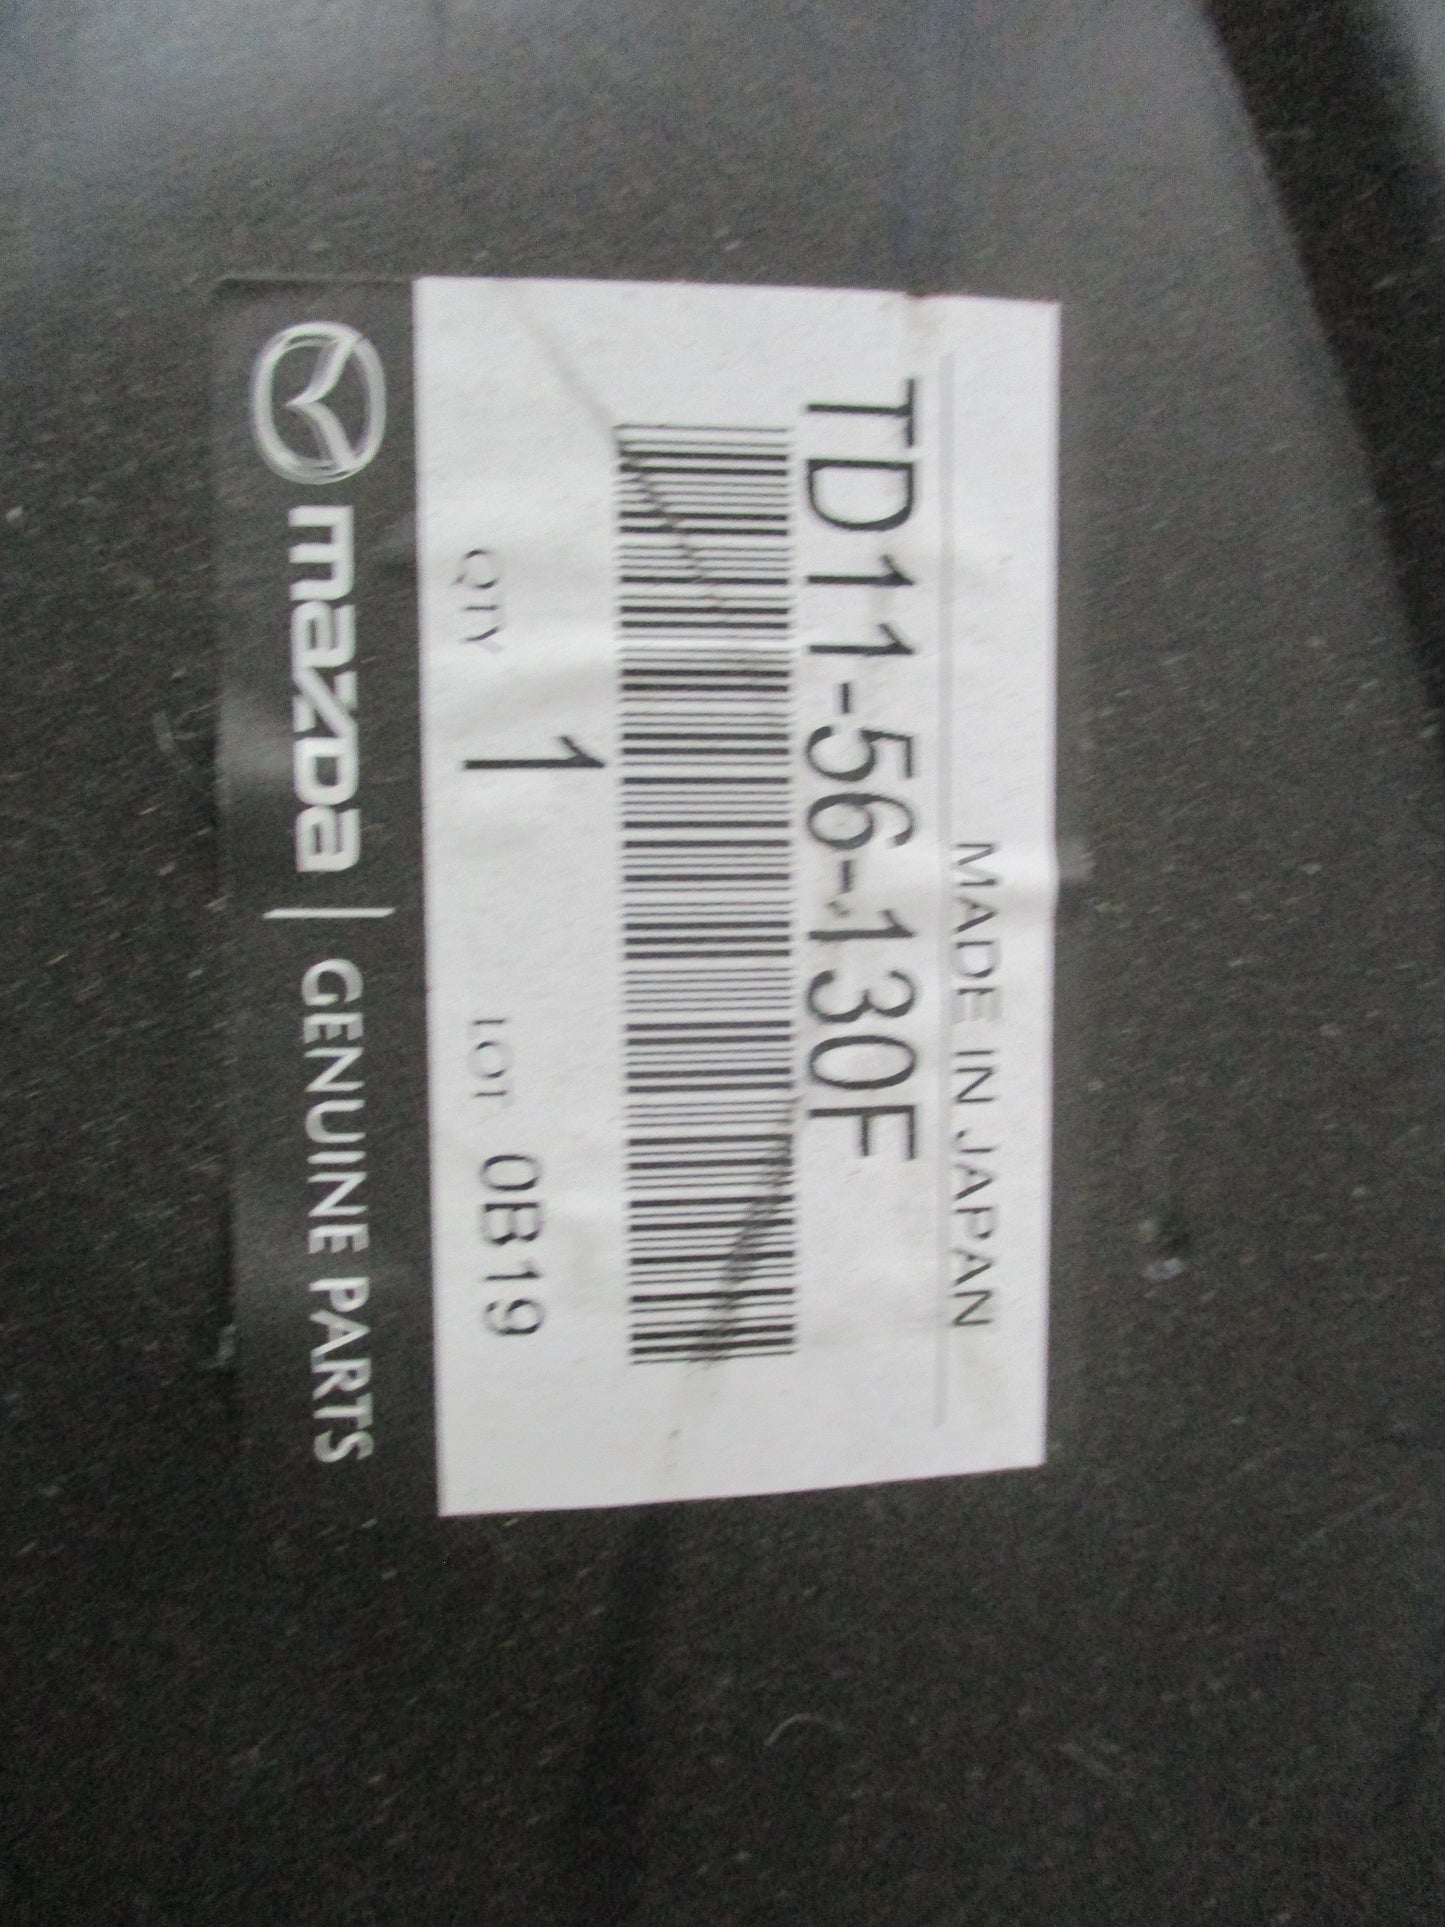 MADE IN JAPAN
TD11-56-130F
QTY 1 LOT 0B19
mazda | GENUINE PARTS